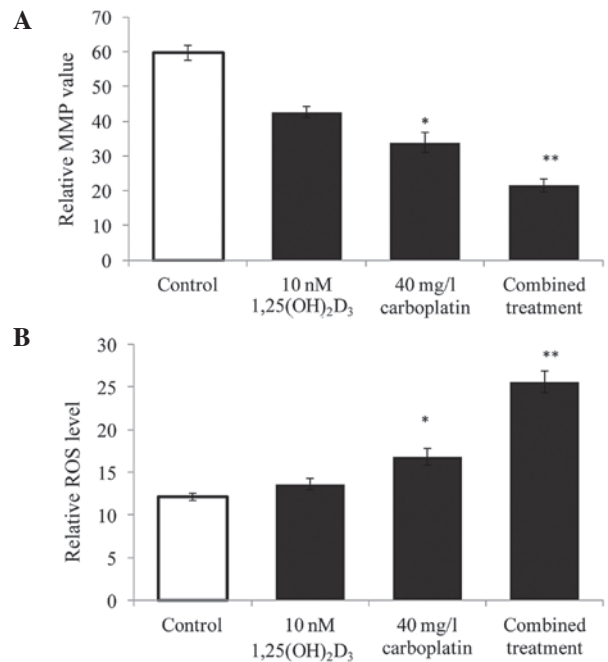 A
Relative MMP value
70
60
50
40
30
20
10
0
*
**
Control
10 nM
1,25(OH)₂D₃
40 mg/l
carboplatin
Combined
treatment
B
Relative ROS level
30
25
20
15
10
5
0
*
**
Control
10 nM
1,25(OH)₂D₃
40 mg/l
carboplatin
Combined
treatment